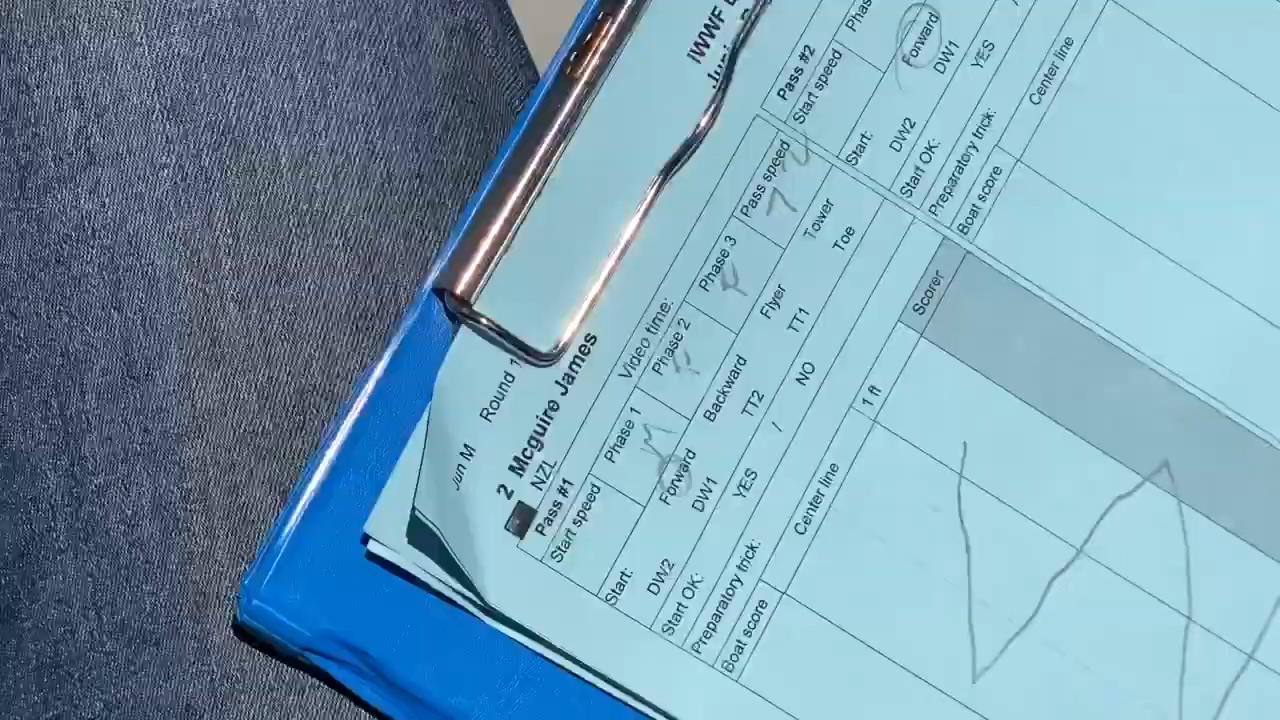 IWWF
Jun M Round 1
2 Mcguire James
NZL
Video time:
Pass #1
Start speed Phase 1 Phase 2 Phase 3 Pass speed
72
Start: Forward Backward Flyer Tower
DW2 DW1 TT2 TT1 Toe
Start OK: YES / NO
Preparatory trick:
Boat score Center line 1 ft Scorer
Pass #2
Start speed Phas
Start: Forward
DW2 DW1
Start OK: YES /
Preparatory trick:
Boat score Center line